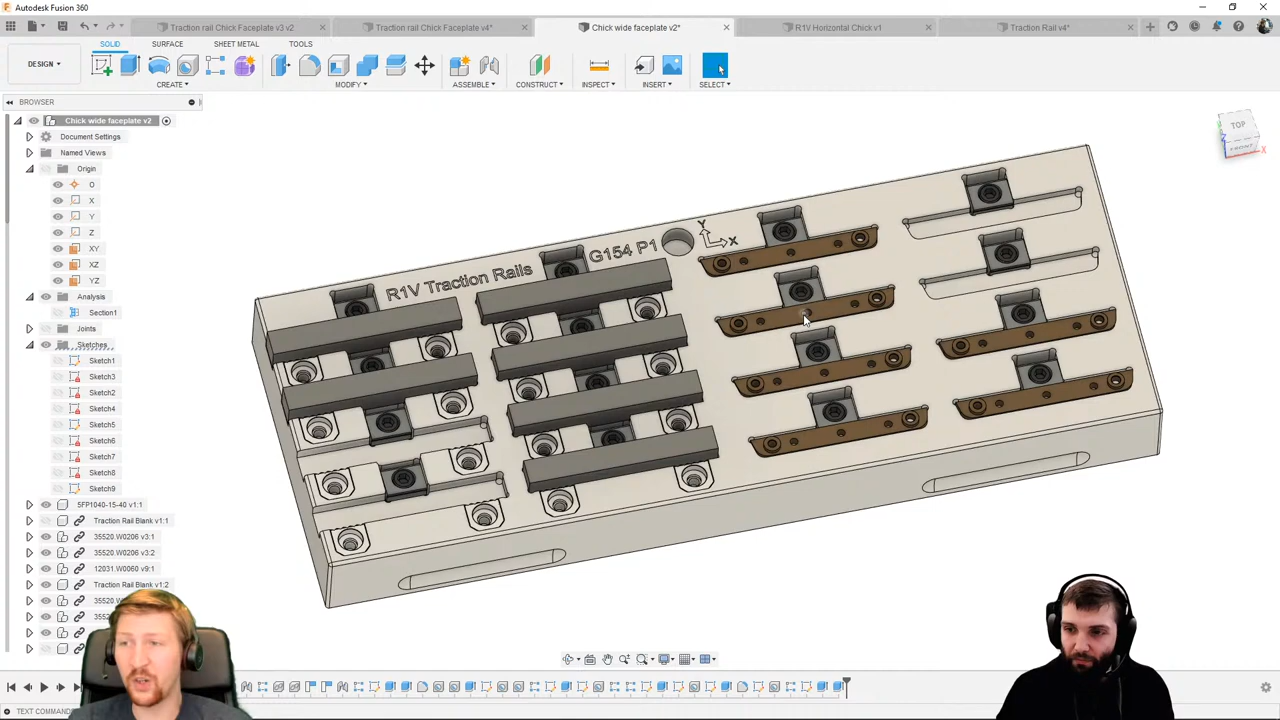 Autodesk Fusion 360
Traction rail Chick Faceplate v3 v2
Traction rail Chick Faceplate v4*
Chick wide faceplate v2*
R1V Horizontal Chick v1
Traction Rail v4*
SOLID
SURFACE
SHEET METAL
TOOLS
DESIGN
CREATE
MODIFY
ASSEMBLE
CONSTRUCT
INSPECT
INSERT
SELECT
BROWSER
Chick wide faceplate v2
Document Settings
Named Views
Origin
O
X
Y
Z
XY
XZ
YZ
Analysis
Section1
Joints
Sketches
Sketch1
Sketch3
Sketch2
Sketch4
Sketch5
Sketch6
Sketch7
Sketch8
Sketch9
5FP1040-15-40 v1:1
Traction Rail Blank v1:1
35520.W0206 v3:1
35520.W0206 v3:2
12031.W0060 v9:1
Traction Rail Blank v1:2
TOP
FRONT
Z
X
R1V Traction Rails
G154 P1
Y
X
TEXT COMMAND